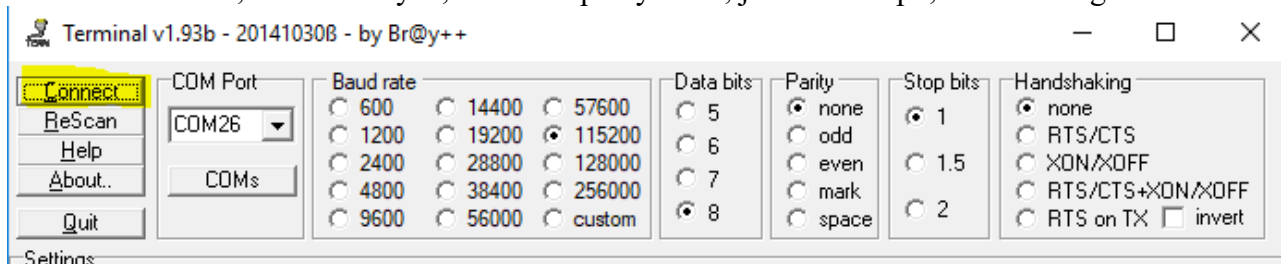 Terminal v1.93b - 20141030ß - by Br@y++
Connect
ReScan
Help
About..
Quit
COM Port
COM26
COMs
Baud rate
600 14400 57600
1200 19200 115200
2400 28800 128000
4800 38400 256000
9600 56000 custom
Data bits
5
6
7
8
Parity
none
odd
even
mark
space
Stop bits
1
1.5
2
Handshaking
none
RTS/CTS
XON/XOFF
RTS/CTS+XON/XOFF
RTS on TX invert
Settings